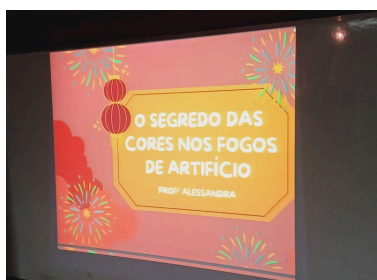 O SEGREDO DAS
CORES NOS FOGOS
DE ARTIFÍCIO
PROFª ALESSANDRA